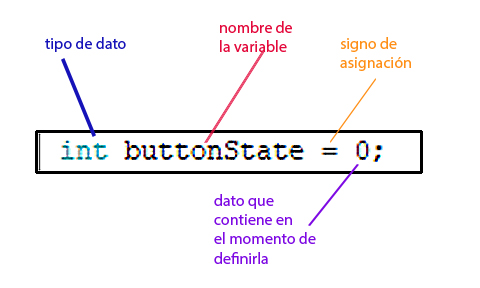 nombre de
la variable
tipo de dato
signo de
asignación
int buttonState = 0;
dato que
contiene en
el momento de
definirla